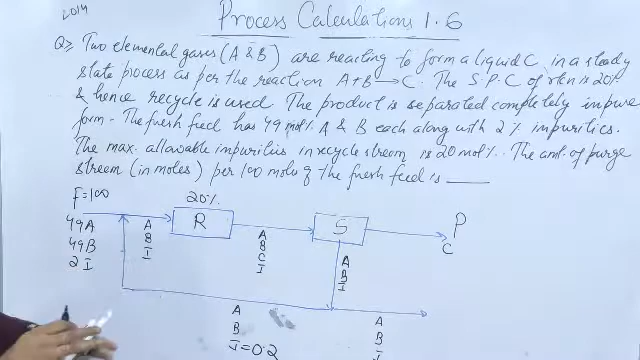 2014
Process Calculations 1.6
Q⇒ Two elemental gases (A & B) are reacting to form a liquid C in a steady
state process as per the reaction A+B → C. The S.P.C of rxn is 20%
& hence recycle is used. The product is separated completely in pure
form. The fresh feed has 49 mol% A & B each along with 2% impurities.
The max. allowable impurities in recycle stream is 20 mol%. The amt. of purge
stream (in moles) per 100 moles of the fresh feed is ____
F=100
20%
49A
49B
2I
A
B
I
R
A
B
C
I
S
P
C
A
B
I
A
B
I=0.2
A
B
I